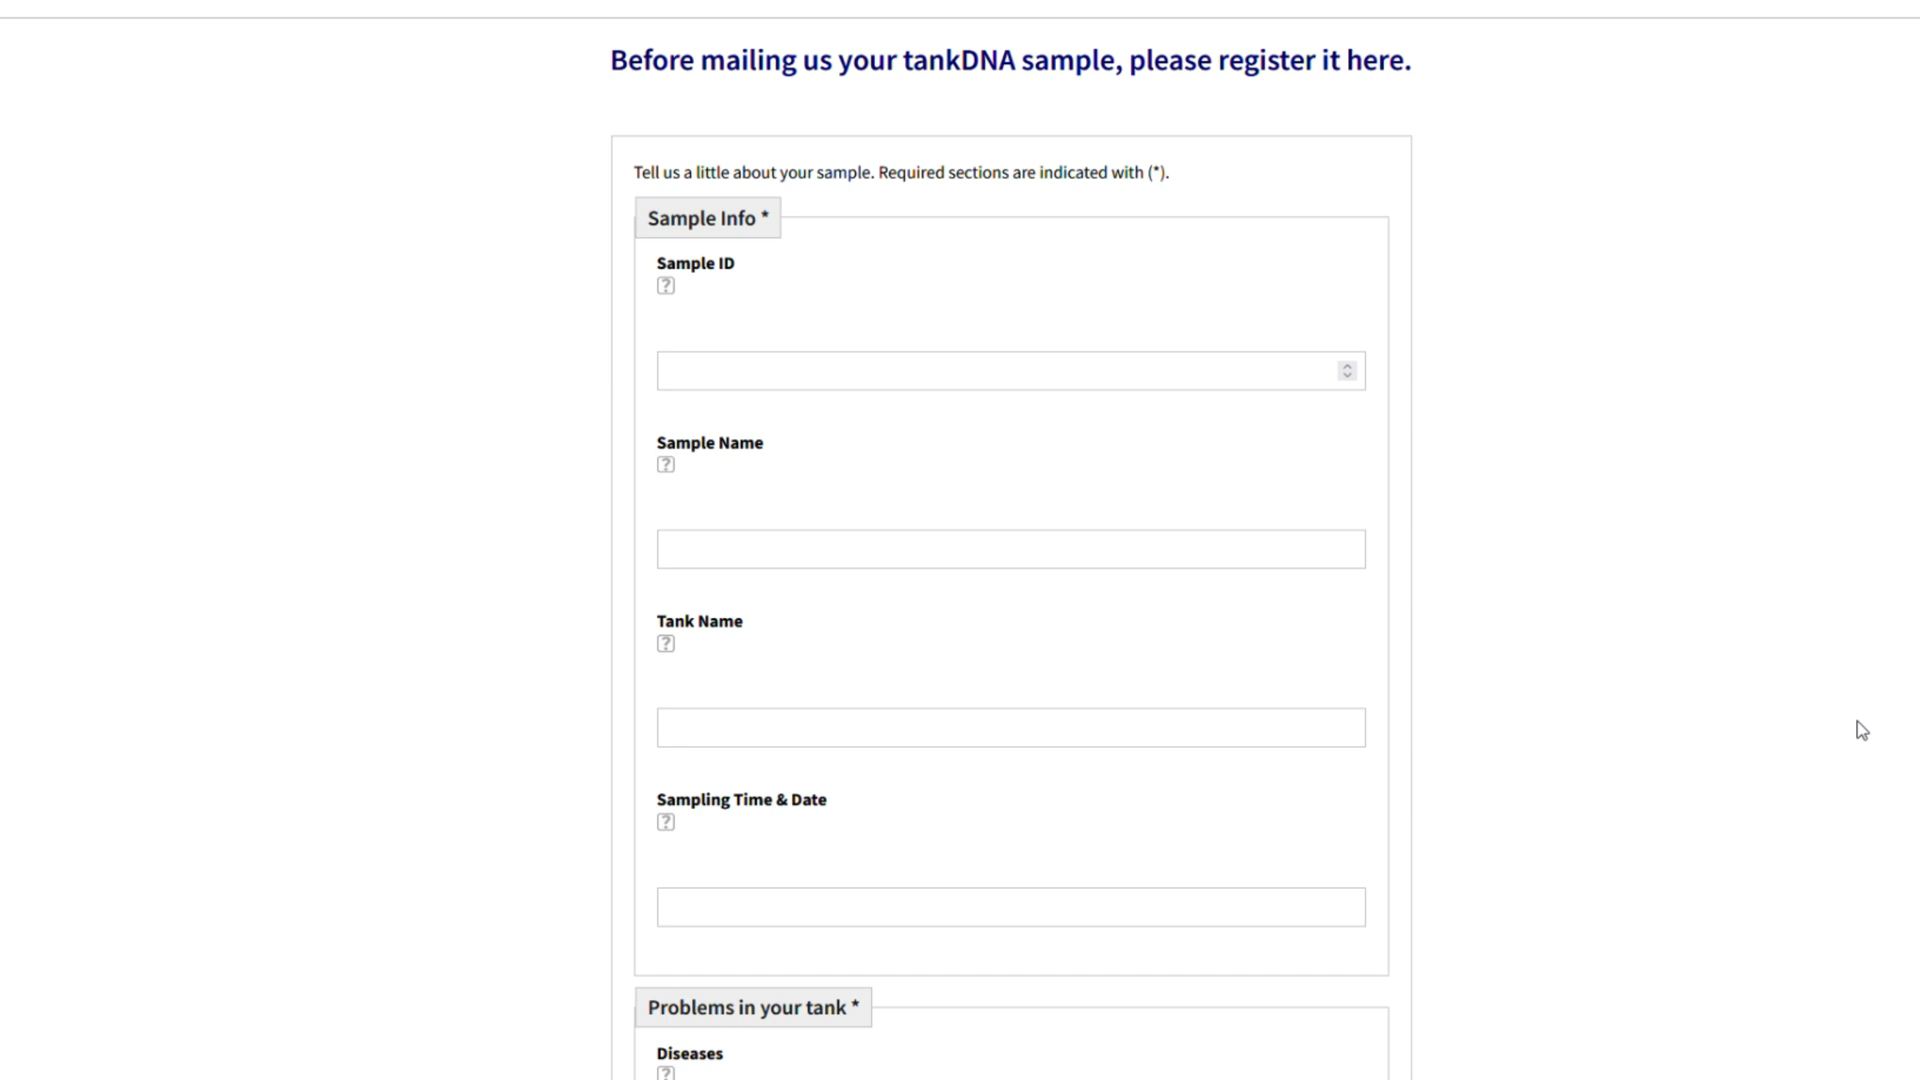 Before mailing us your tankDNA sample, please register it here.
Tell us a little about your sample. Required sections are indicated with (*).
Sample Info *
Sample ID
?
Sample Name
?
Tank Name
?
Sampling Time & Date
?
Problems in your tank *
Diseases
?